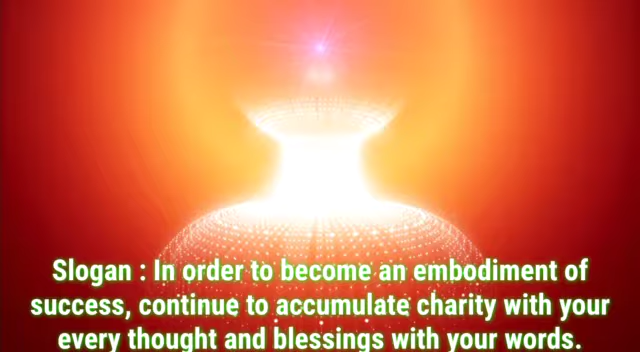 Slogan : In order to become an embodiment of
success, continue to accumulate charity with your
every thought and blessings with your words.